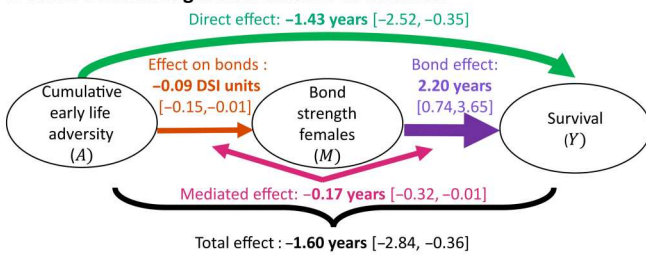 Direct effect: −1.43 years [−2.52, −0.35]
Effect on bonds :
−0.09 DSI units
[−0.15,−0.01]
Bond effect:
2.20 years
[0.74,3.65]
Cumulative
early life
adversity
(A)
Bond
strength
females
(M)
Survival
(Y)
Mediated effect: −0.17 years [−0.32, −0.01]
Total effect : −1.60 years [−2.84, −0.36]